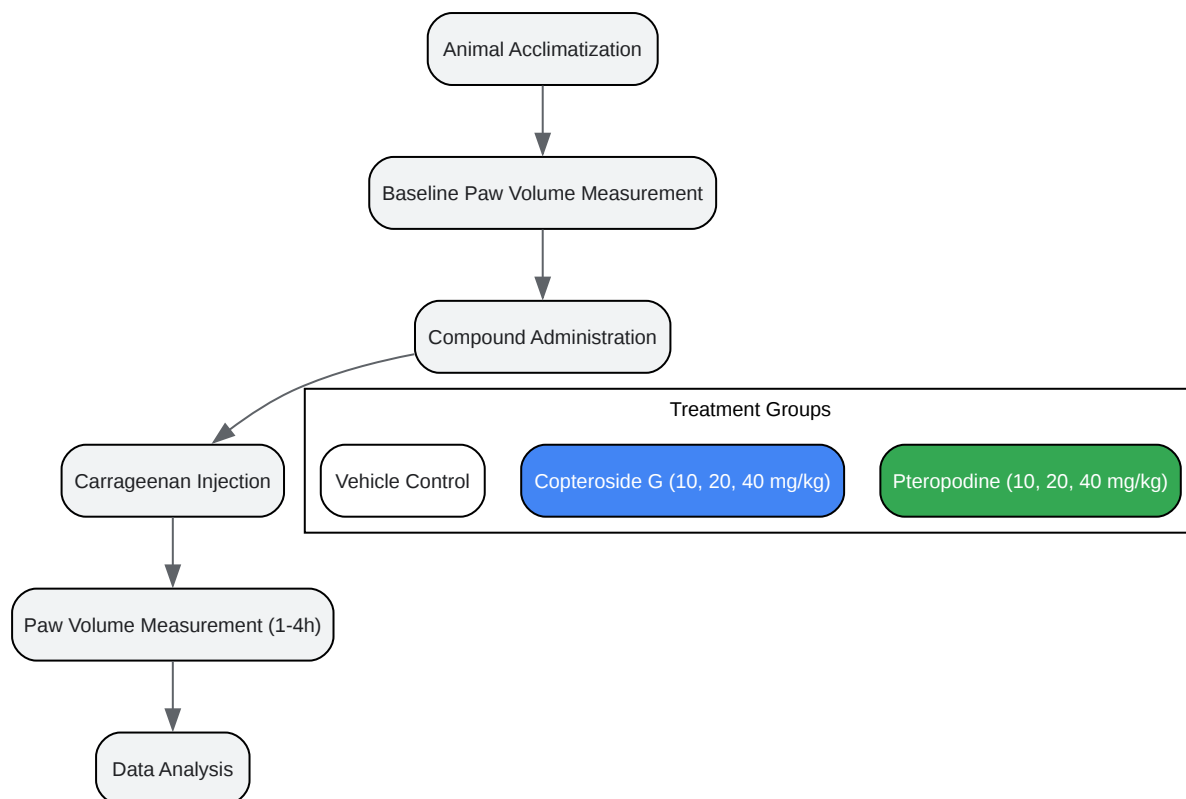 Animal Acclimatization
Baseline Paw Volume Measurement
Compound Administration
Treatment Groups
Carrageenan Injection
Vehicle Control
Copteroside G (10, 20, 40 mg/kg)
Pteropodine (10, 20, 40 mg/kg)
Paw Volume Measurement (1-4h)
Data Analysis